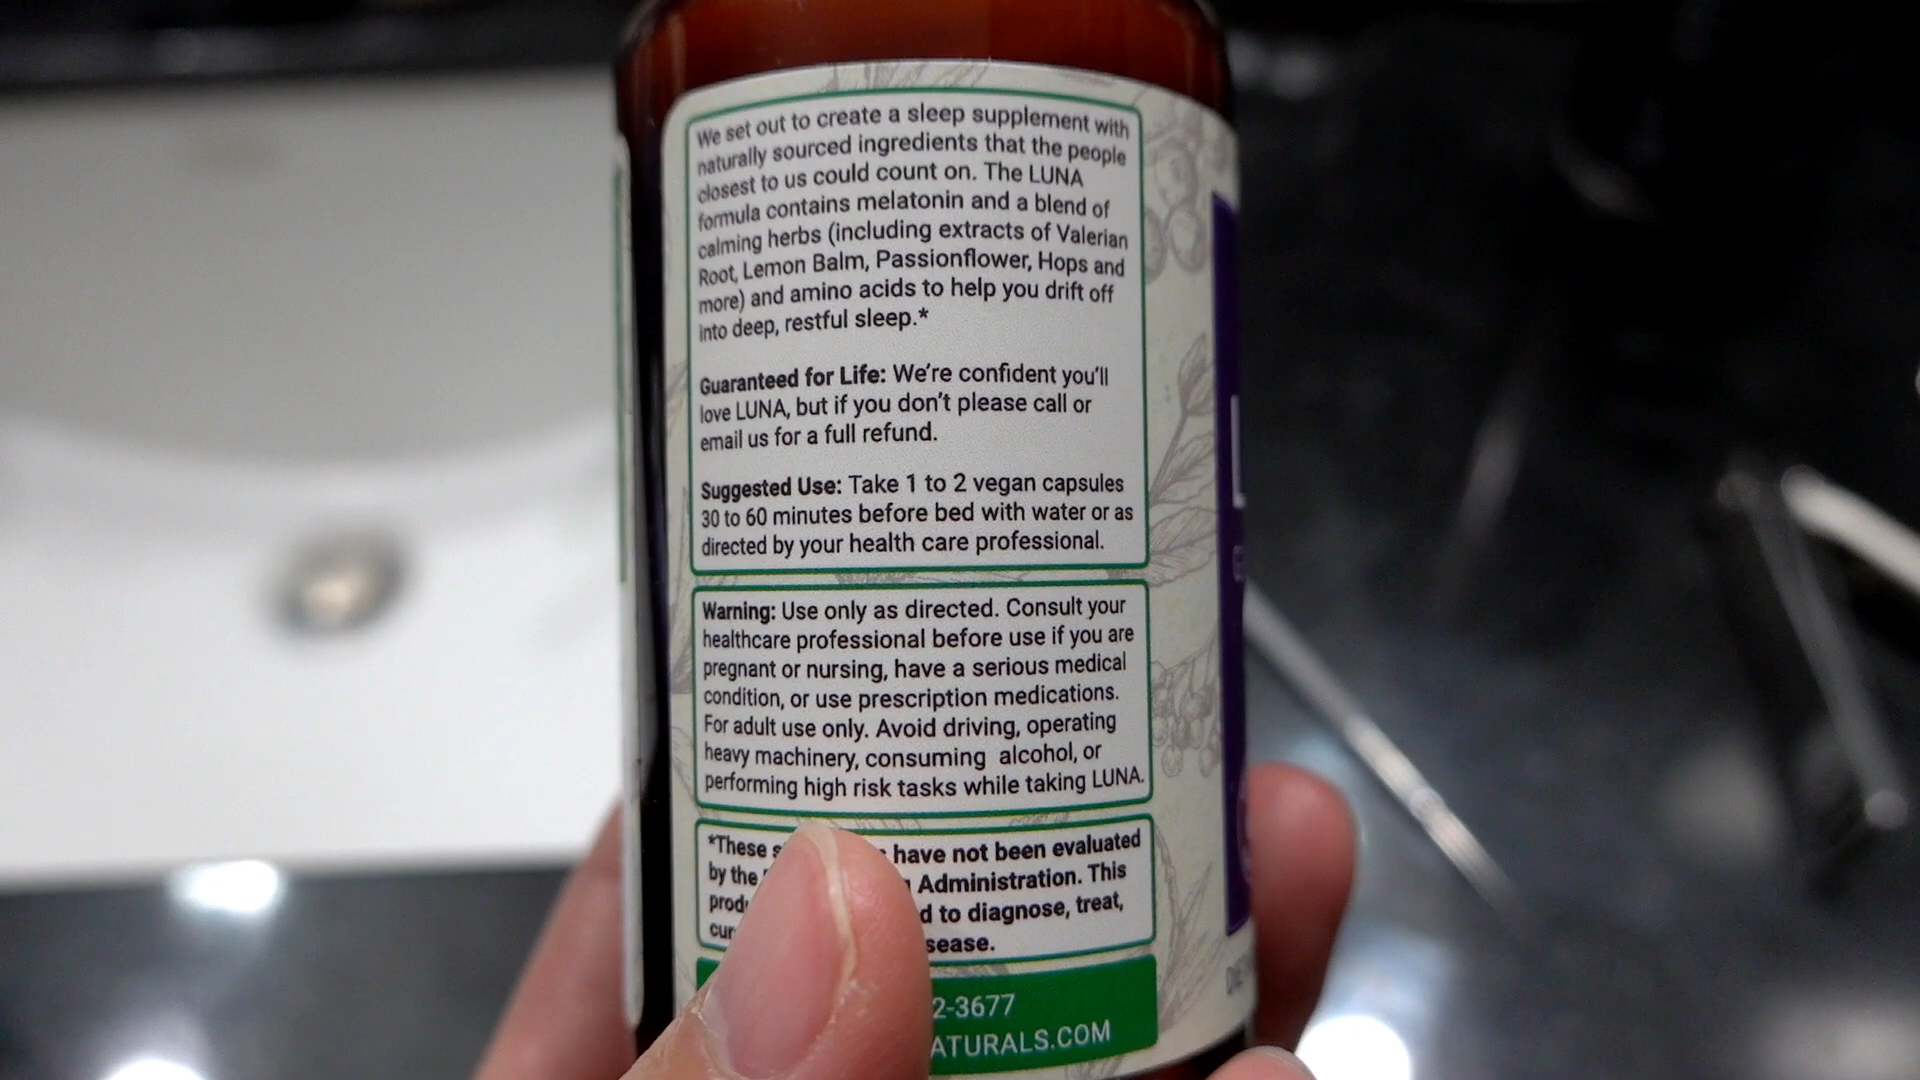 We set out to create a sleep supplement with
naturally sourced ingredients that the people
closest to us could count on. The LUNA
formula contains melatonin and a blend of
calming herbs (including extracts of Valerian
Root, Lemon Balm, Passionflower, Hops and
more) and amino acids to help you drift off
into deep, restful sleep.*
Guaranteed for Life: We're confident you'll
love LUNA, but if you don't please call or
email us for a full refund.
Suggested Use: Take 1 to 2 vegan capsules
30 to 60 minutes before bed with water or as
directed by your health care professional.
Warning: Use only as directed. Consult your
healthcare professional before use if you are
pregnant or nursing, have a serious medical
condition, or use prescription medications.
For adult use only. Avoid driving, operating
heavy machinery, consuming alcohol, or
performing high risk tasks while taking LUNA.
*These have not been evaluated
by the Administration. This
to diagnose, treat,
2-3677
ATURALS.COM